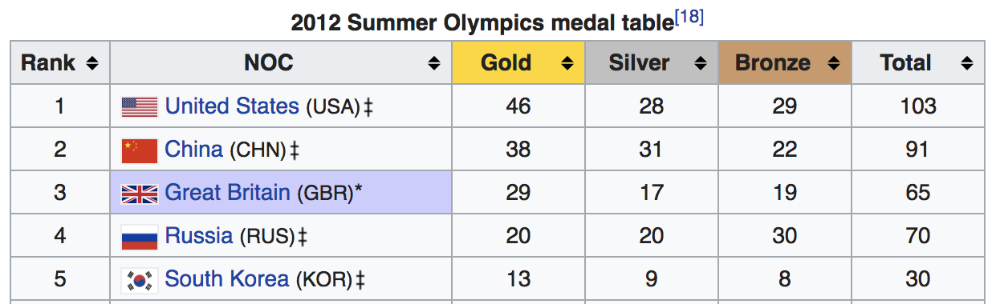 2012 Summer Olympics medal table[18]
Rank NOC Gold Silver Bronze Total
1 United States (USA)‡ 46 28 29 103
2 China (CHN)‡ 38 31 22 91
3 Great Britain (GBR)* 29 17 19 65
4 Russia (RUS)‡ 20 20 30 70
5 South Korea (KOR)‡ 13 9 8 30